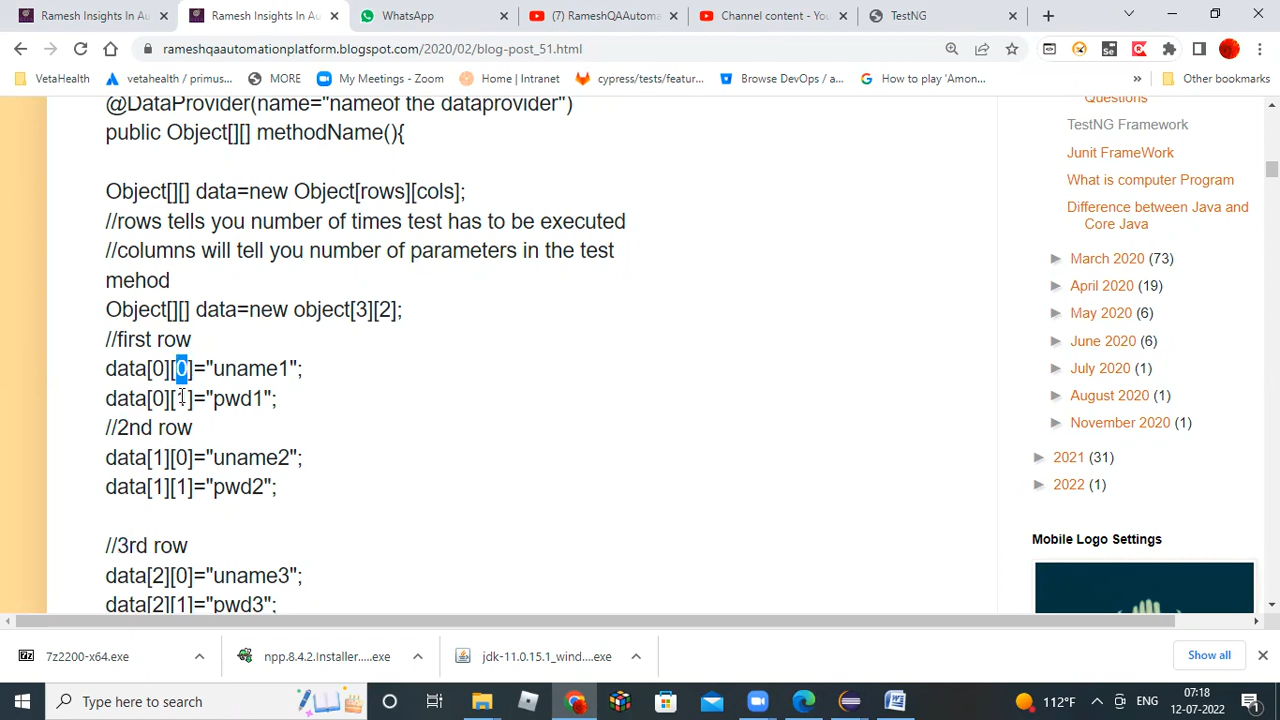 Ramesh Insights In Au
Ramesh Insights In Au
WhatsApp
(7) RameshQAAutoma
Channel content - You
TestNG
rameshqaautomationplatform.blogspot.com/2020/02/blog-post_51.html
VetaHealth
vetahealth / primus...
MORE
My Meetings - Zoom
Home | Intranet
cypress/tests/featur...
Browse DevOps / a...
How to play 'Amon...
»
Other bookmarks
@DataProvider(name="nameof the dataprovider")
public Object[][] methodName(){
Object[][] data=new Object[rows][cols];
//rows tells you number of times test has to be executed
//columns will tell you number of parameters in the test
mehod
Object[][] data=new object[3][2];
//first row
data[0][0]="uname1";
data[0][1]="pwd1";
//2nd row
data[1][0]="uname2";
data[1][1]="pwd2";
//3rd row
data[2][0]="uname3";
data[2][1]="pwd3";
Questions
TestNG Framework
Junit FrameWork
What is computer Program
Difference between Java and
Core Java
► March 2020 (73)
► April 2020 (19)
► May 2020 (6)
► June 2020 (6)
► July 2020 (1)
► August 2020 (1)
► November 2020 (1)
► 2021 (31)
► 2022 (1)
Mobile Logo Settings
7z2200-x64.exe
npp.8.4.2.Installer.....exe
jdk-11.0.15.1_wind....exe
Show all
Type here to search
112°F
ENG
07:18
12-07-2022